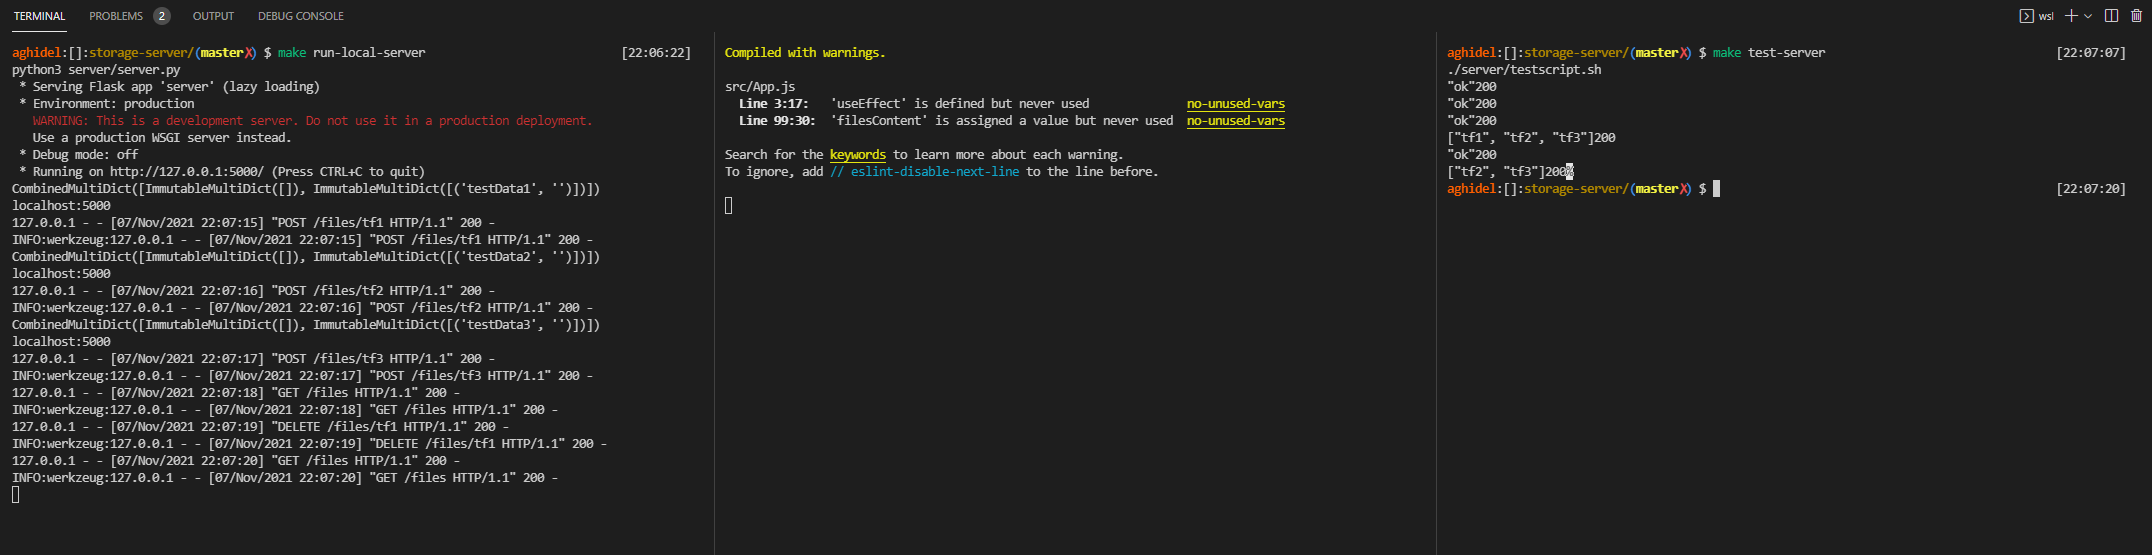 TERMINAL PROBLEMS 2 OUTPUT DEBUG CONSOLE wsl
aghidel:[]:storage-server/(master✗) $ make run-local-server [22:06:22]
python3 server/server.py
 * Serving Flask app 'server' (lazy loading)
 * Environment: production
   WARNING: This is a development server. Do not use it in a production deployment.
   Use a production WSGI server instead.
 * Debug mode: off
 * Running on http://127.0.0.1:5000/ (Press CTRL+C to quit)
CombinedMultiDict([ImmutableMultiDict([]), ImmutableMultiDict([('testData1', '')])])
localhost:5000
127.0.0.1 - - [07/Nov/2021 22:07:15] "POST /files/tf1 HTTP/1.1" 200 -
INFO:werkzeug:127.0.0.1 - - [07/Nov/2021 22:07:15] "POST /files/tf1 HTTP/1.1" 200 -
CombinedMultiDict([ImmutableMultiDict([]), ImmutableMultiDict([('testData2', '')])])
localhost:5000
127.0.0.1 - - [07/Nov/2021 22:07:16] "POST /files/tf2 HTTP/1.1" 200 -
INFO:werkzeug:127.0.0.1 - - [07/Nov/2021 22:07:16] "POST /files/tf2 HTTP/1.1" 200 -
CombinedMultiDict([ImmutableMultiDict([]), ImmutableMultiDict([('testData3', '')])])
localhost:5000
127.0.0.1 - - [07/Nov/2021 22:07:17] "POST /files/tf3 HTTP/1.1" 200 -
INFO:werkzeug:127.0.0.1 - - [07/Nov/2021 22:07:17] "POST /files/tf3 HTTP/1.1" 200 -
127.0.0.1 - - [07/Nov/2021 22:07:18] "GET /files HTTP/1.1" 200 -
INFO:werkzeug:127.0.0.1 - - [07/Nov/2021 22:07:18] "GET /files HTTP/1.1" 200 -
127.0.0.1 - - [07/Nov/2021 22:07:19] "DELETE /files/tf1 HTTP/1.1" 200 -
INFO:werkzeug:127.0.0.1 - - [07/Nov/2021 22:07:19] "DELETE /files/tf1 HTTP/1.1" 200 -
127.0.0.1 - - [07/Nov/2021 22:07:20] "GET /files HTTP/1.1" 200 -
INFO:werkzeug:127.0.0.1 - - [07/Nov/2021 22:07:20] "GET /files HTTP/1.1" 200 -
Compiled with warnings.
src/App.js
  Line 3:17:   'useEffect' is defined but never used             no-unused-vars
  Line 99:30:  'filesContent' is assigned a value but never used  no-unused-vars
Search for the keywords to learn more about each warning.
To ignore, add // eslint-disable-next-line to the line before.
aghidel:[]:storage-server/(master✗) $ make test-server [22:07:07]
./server/testscript.sh
"ok"200
"ok"200
"ok"200
["tf1", "tf2", "tf3"]200
"ok"200
["tf2", "tf3"]200%
aghidel:[]:storage-server/(master✗) $ [22:07:20]